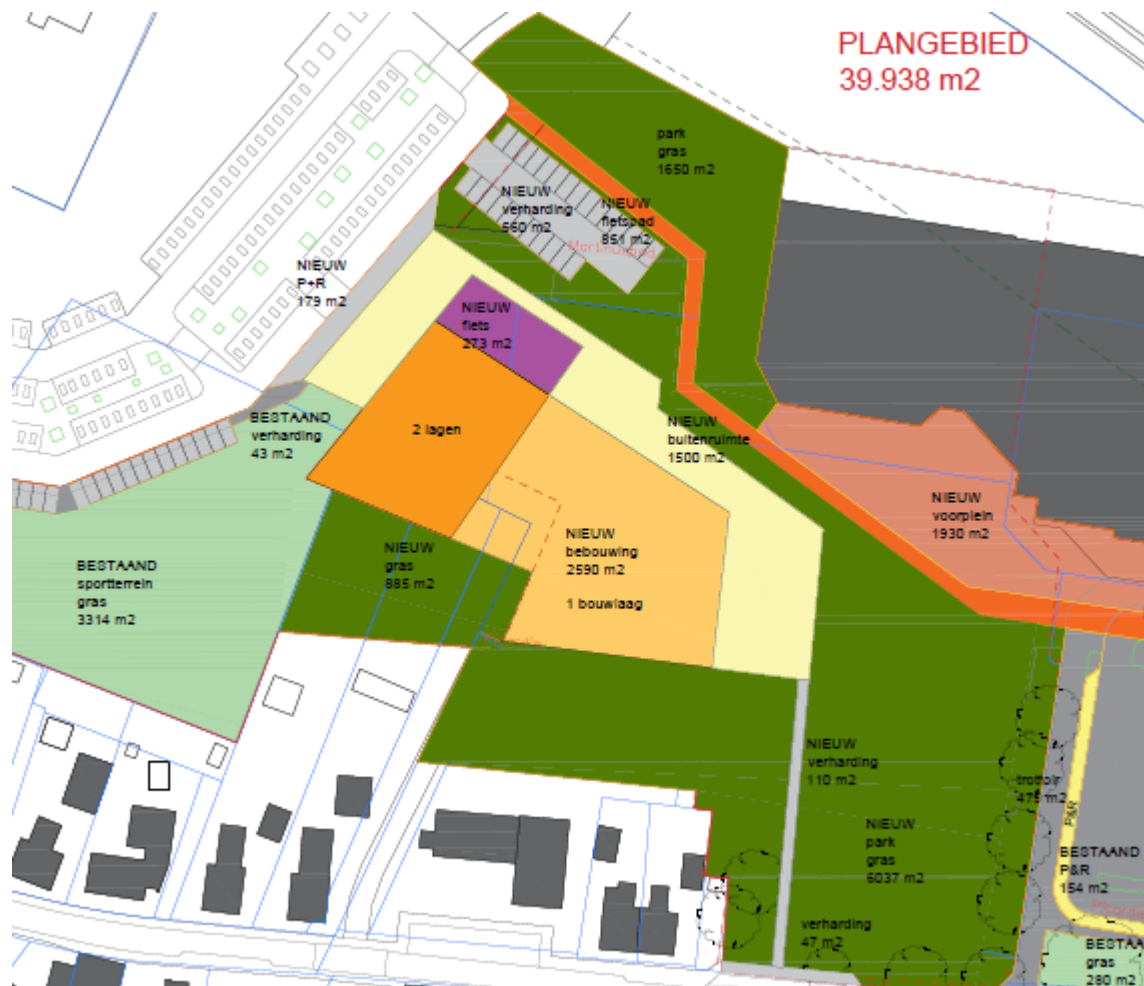 PLANGEBIED
39.938 m2
park
gras
1650 m2
NIEUW
verharding
560 m2
NIEUW
fietspad
851 m2
NIEUW
P+R
179 m2
NIEUW
fiets
273 m2
BESTAAND
verharding
43 m2
2 lagen
NIEUW
buitenruimte
1500 m2
NIEUW
voorplein
1930 m2
NIEUW
gras
885 m2
NIEUW
bebouwing
2590 m2
1 bouwlaag
BESTAAND
sportterrein
gras
3314 m2
NIEUW
verharding
110 m2
trottoir
475 m2
P&R
NIEUW
park
gras
6037 m2
BESTAAND
P&R
154 m2
verharding
47 m2
BESTAA
gras
280 m2